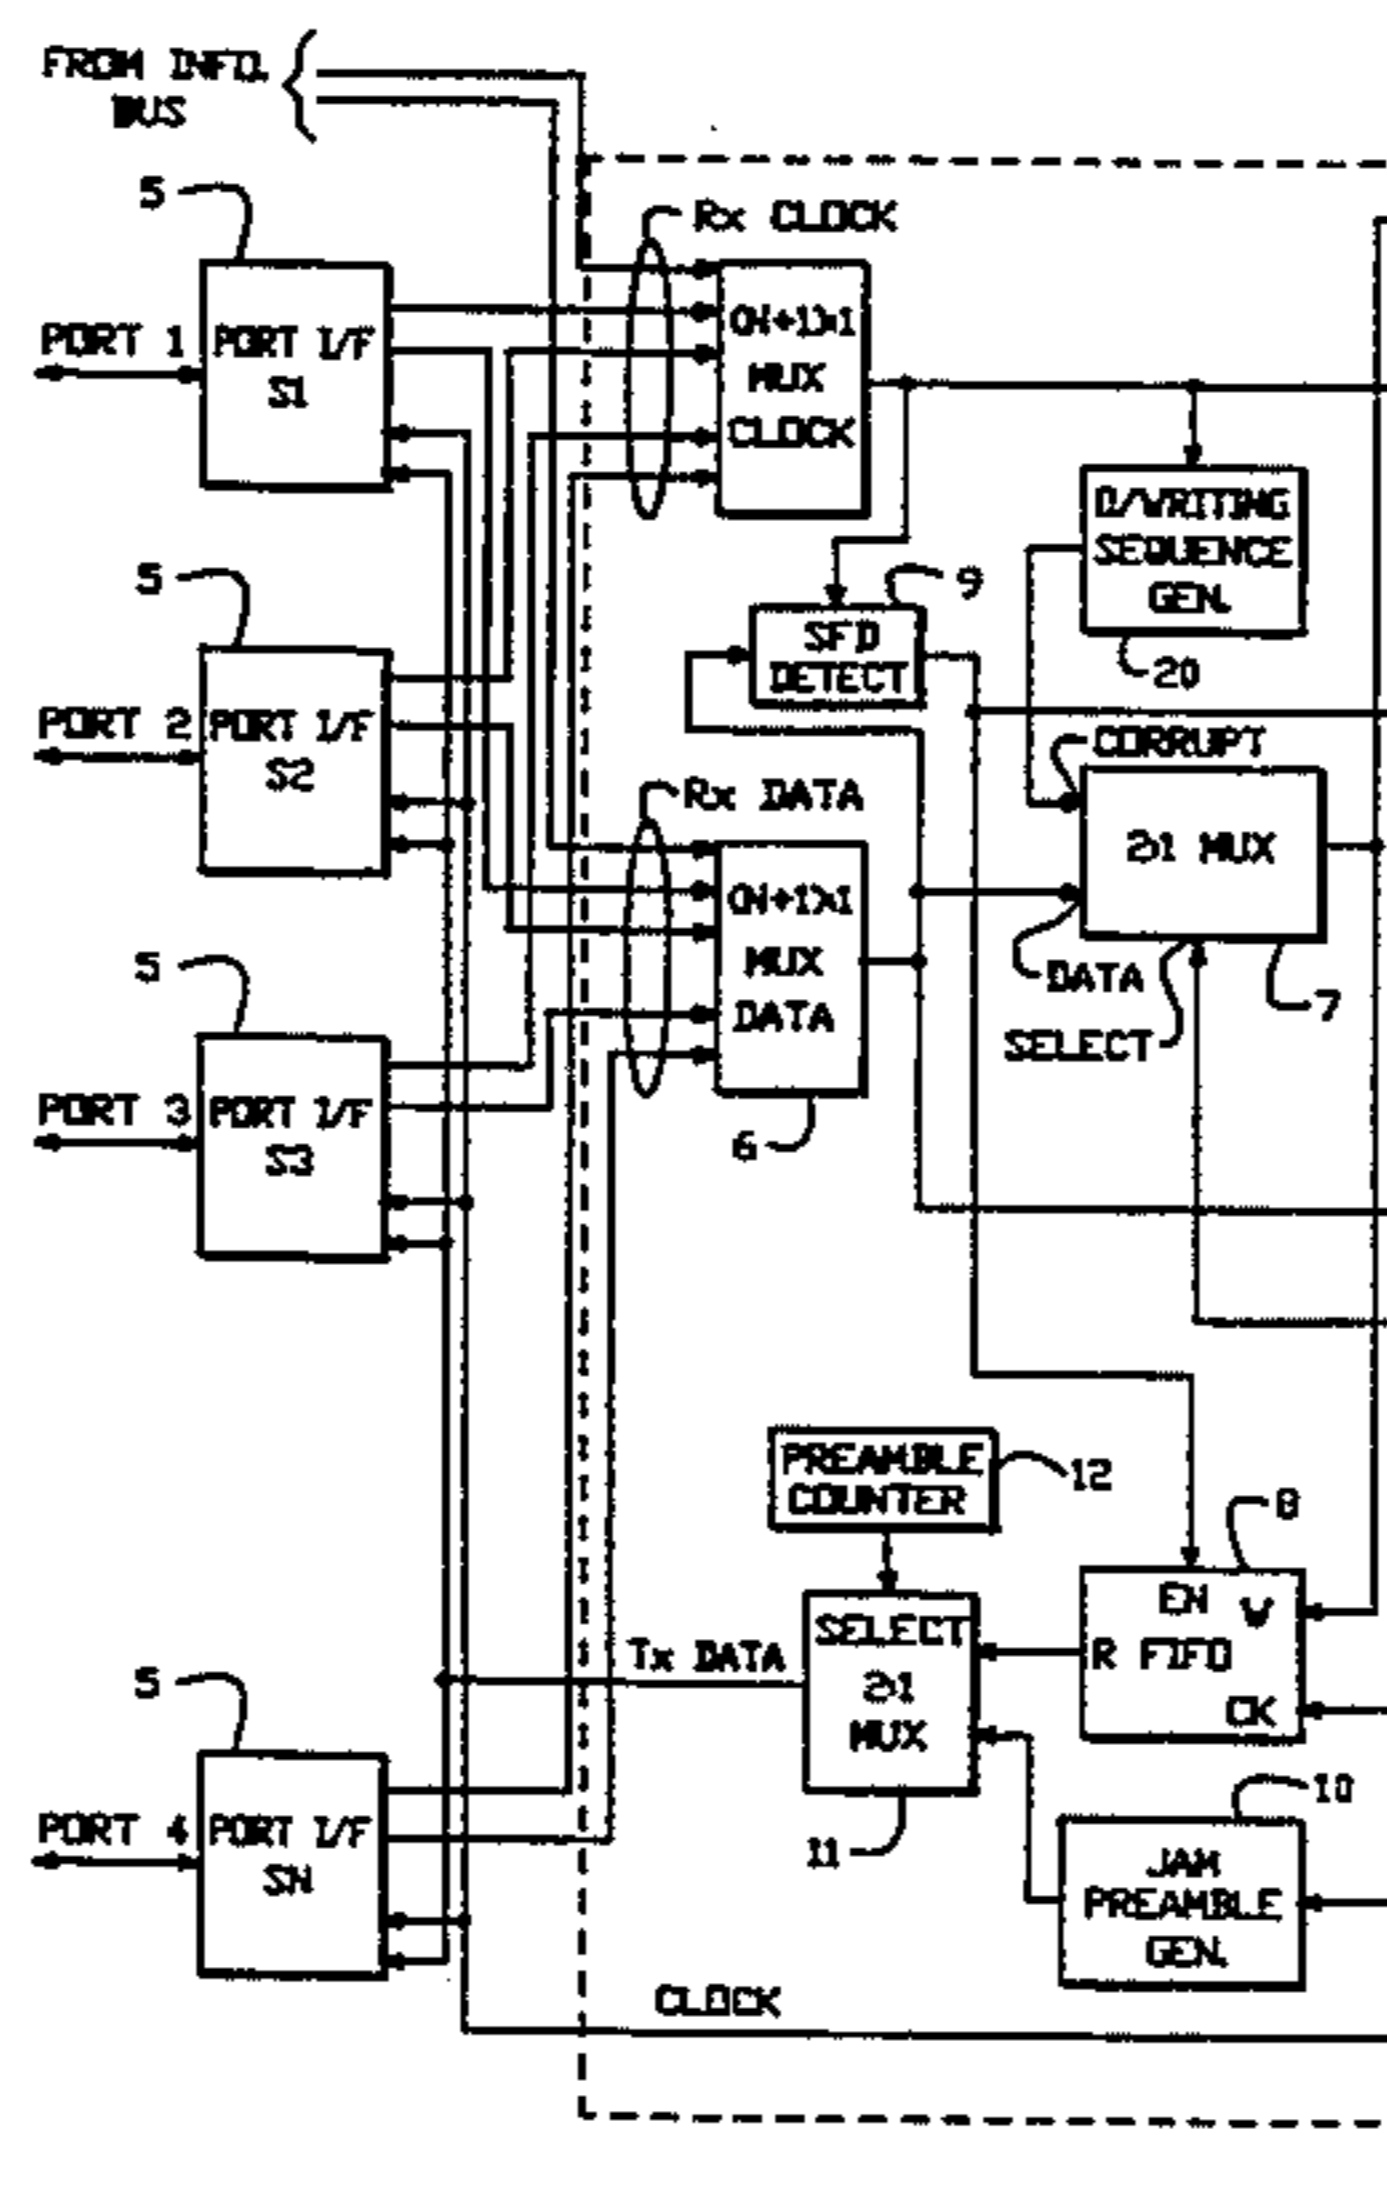 FROM INFO.
BUS
5
Rx CLOCK
PORT 1
PORT I/F
S1
(N+1)x1
MUX
CLOCK
O/WRITING
SEQUENCE
GEN.
20
5
9
SFD
DETECT
PORT 2
PORT I/F
S2
CORRUPT
Rx DATA
2x1 MUX
(N+1)x1
MUX
DATA
DATA
SELECT
7
5
PORT 3
PORT I/F
S3
6
PREAMBLE
COUNTER
12
8
EN
W
R FIFO
CK
SELECT
2x1
MUX
Tx DATA
11
5
PORT 4
PORT I/F
SN
10
JAM
PREAMBLE
GEN.
CLOCK